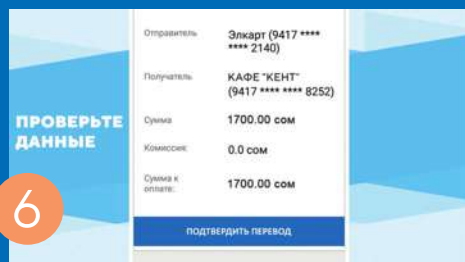 Отправитель
Элкарт (9417 ****
**** 2140)
Получатель
КАФЕ "КЕНТ"
(9417 **** **** 8252)
ПРОВЕРЬТЕ
ДАННЫЕ
Сумма
1700.00 сом
Комиссия:
0.0 сом
Сумма к
оплате:
1700.00 сом
6
ПОДТВЕРДИТЬ ПЕРЕВОД